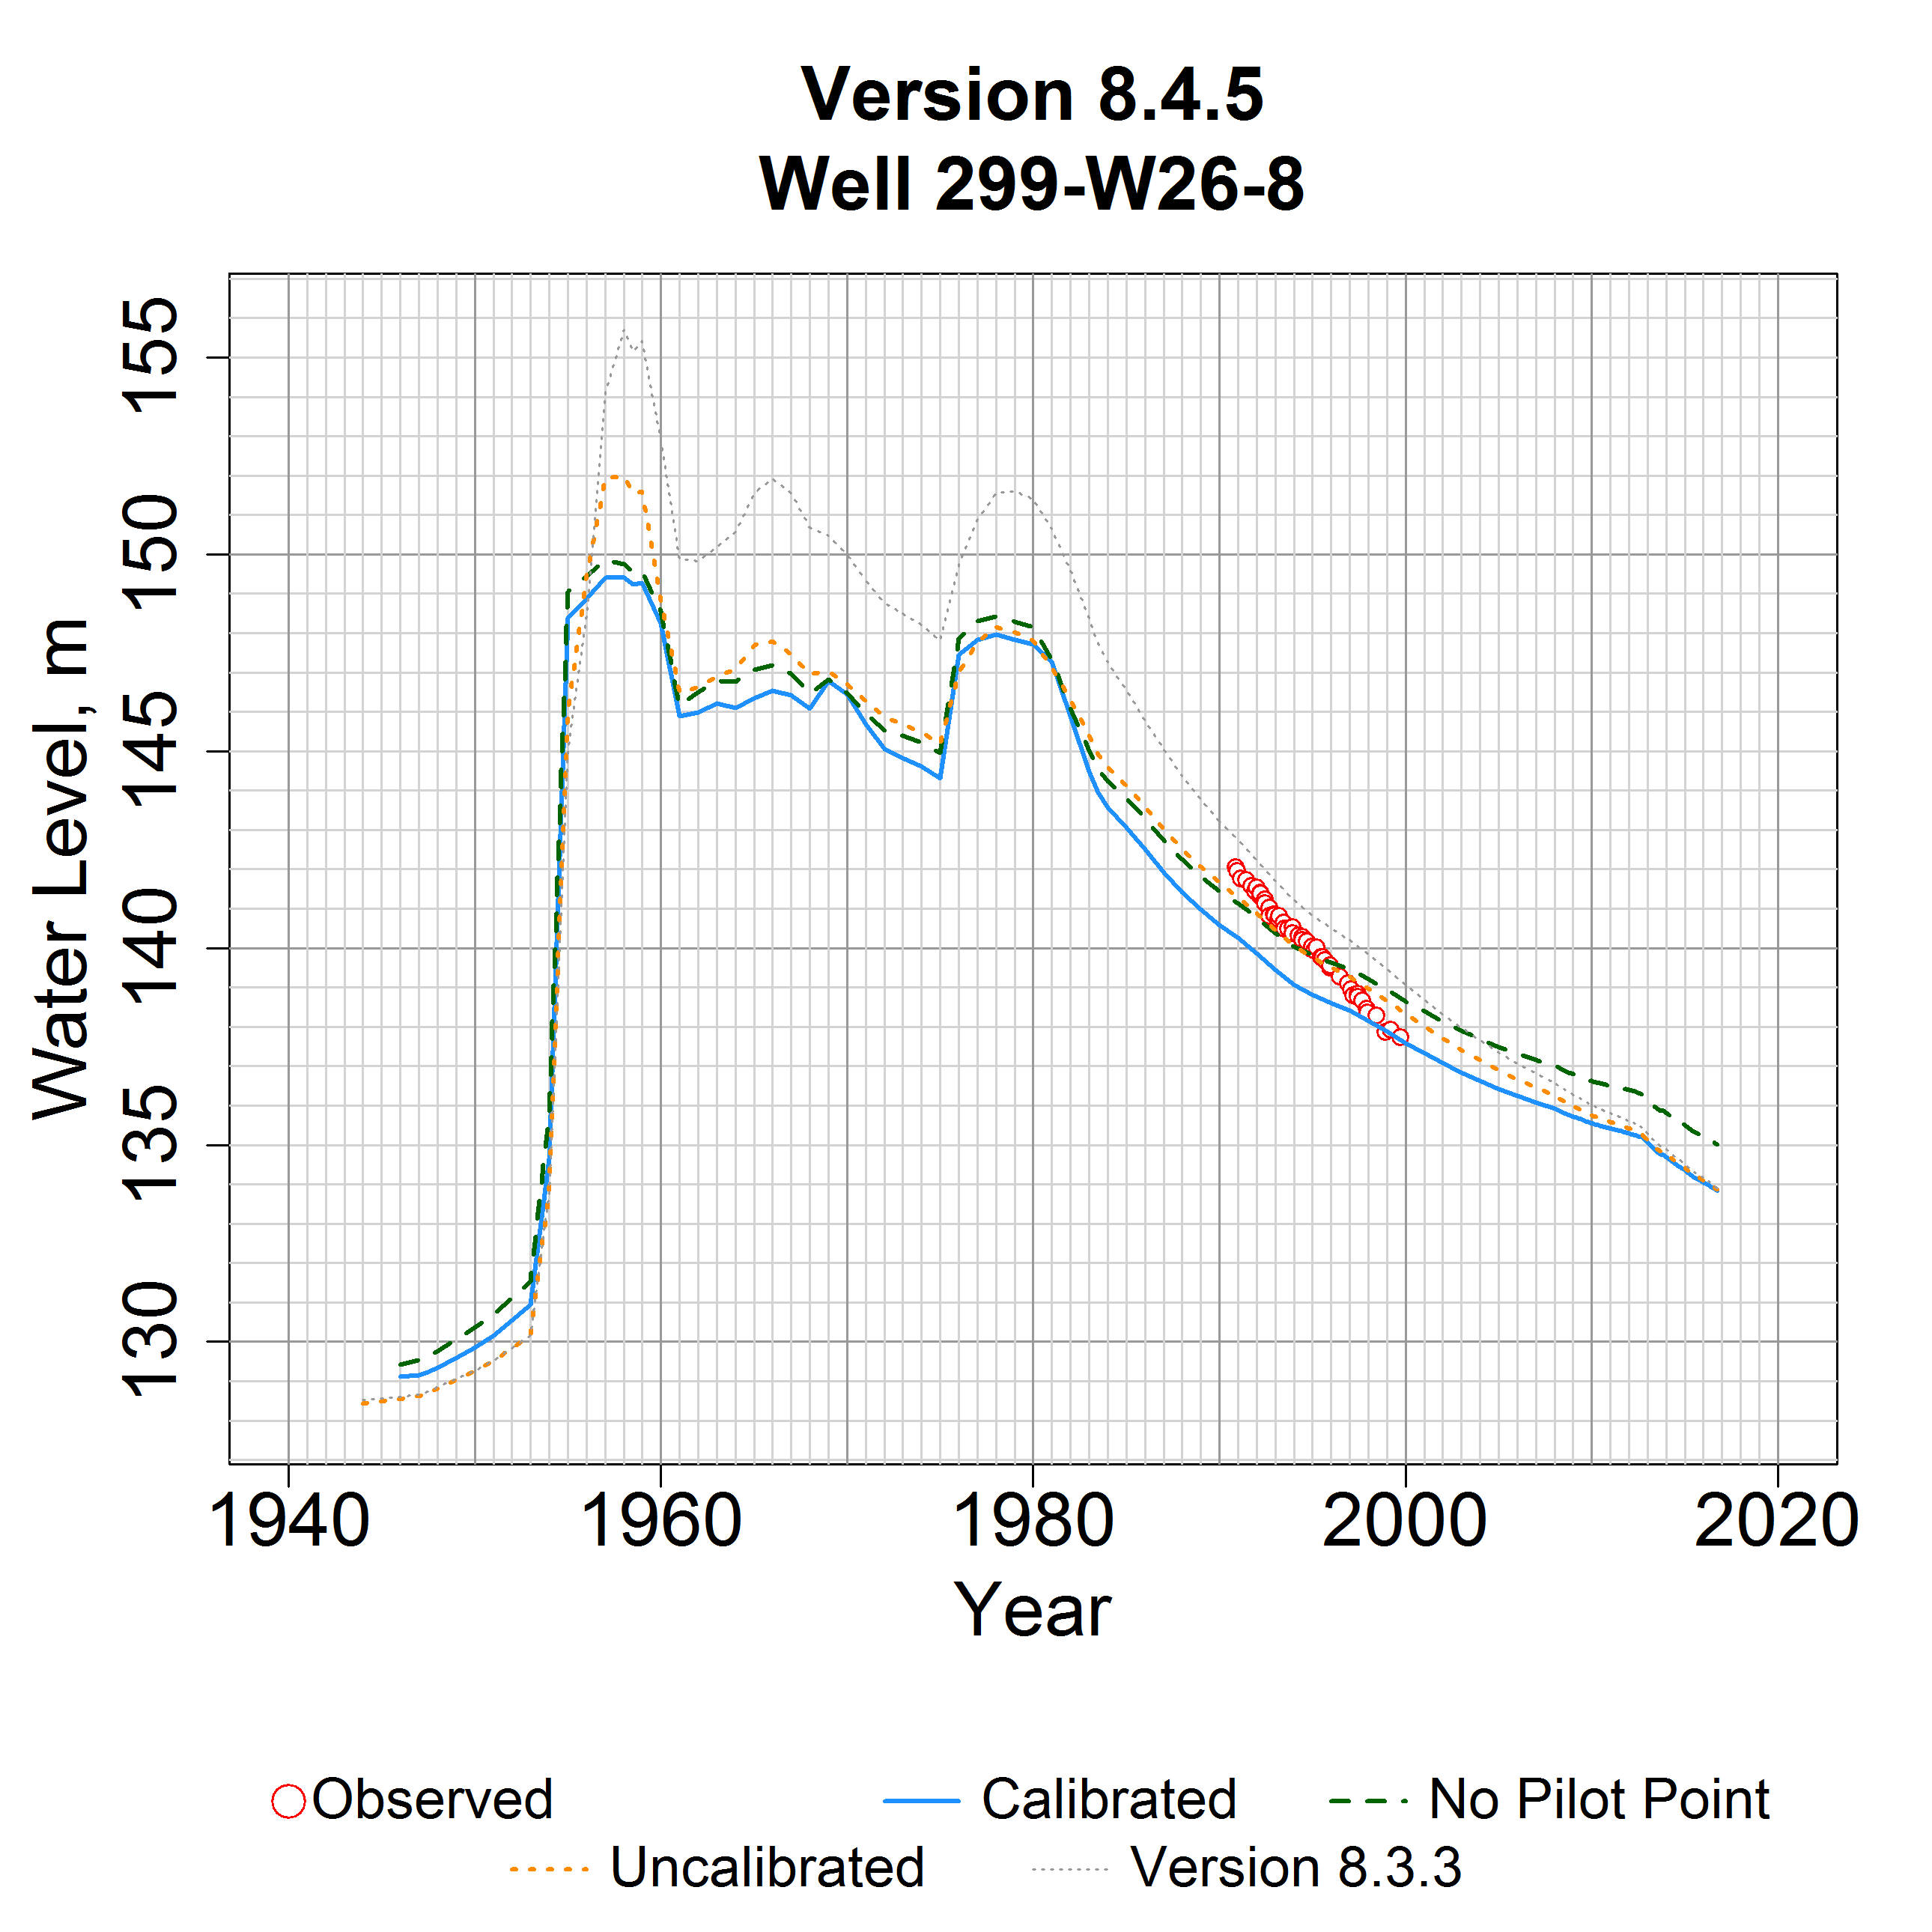 Version 8.4.5
Well 299-W26-8
Water Level, m
155
150
145
140
135
130
1940 1960 1980 2000 2020
Year
Observed Calibrated No Pilot Point
Uncalibrated Version 8.3.3